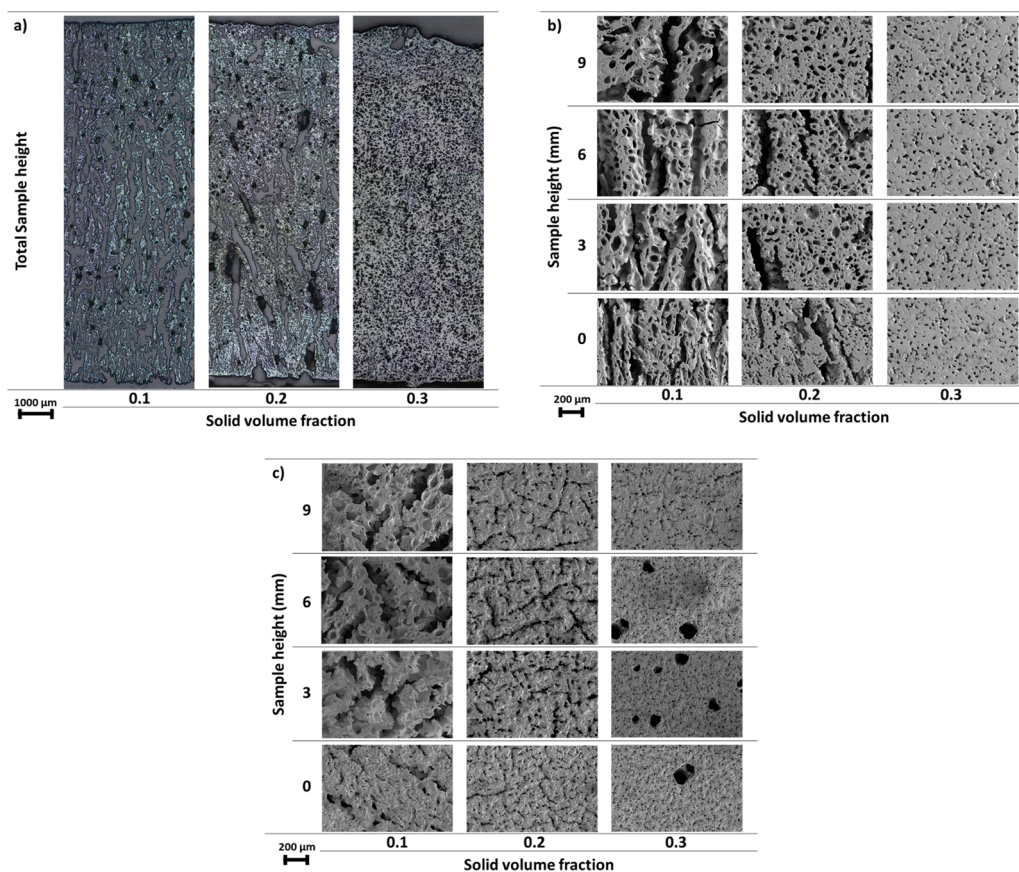 a)
Total Sample height
0.1 0.2 0.3
1000 µm
Solid volume fraction
b)
Sample height (mm)
9
6
3
0
0.1 0.2 0.3
200 µm
Solid volume fraction
c)
Sample height (mm)
9
6
3
0
0.1 0.2 0.3
200 µm
Solid volume fraction